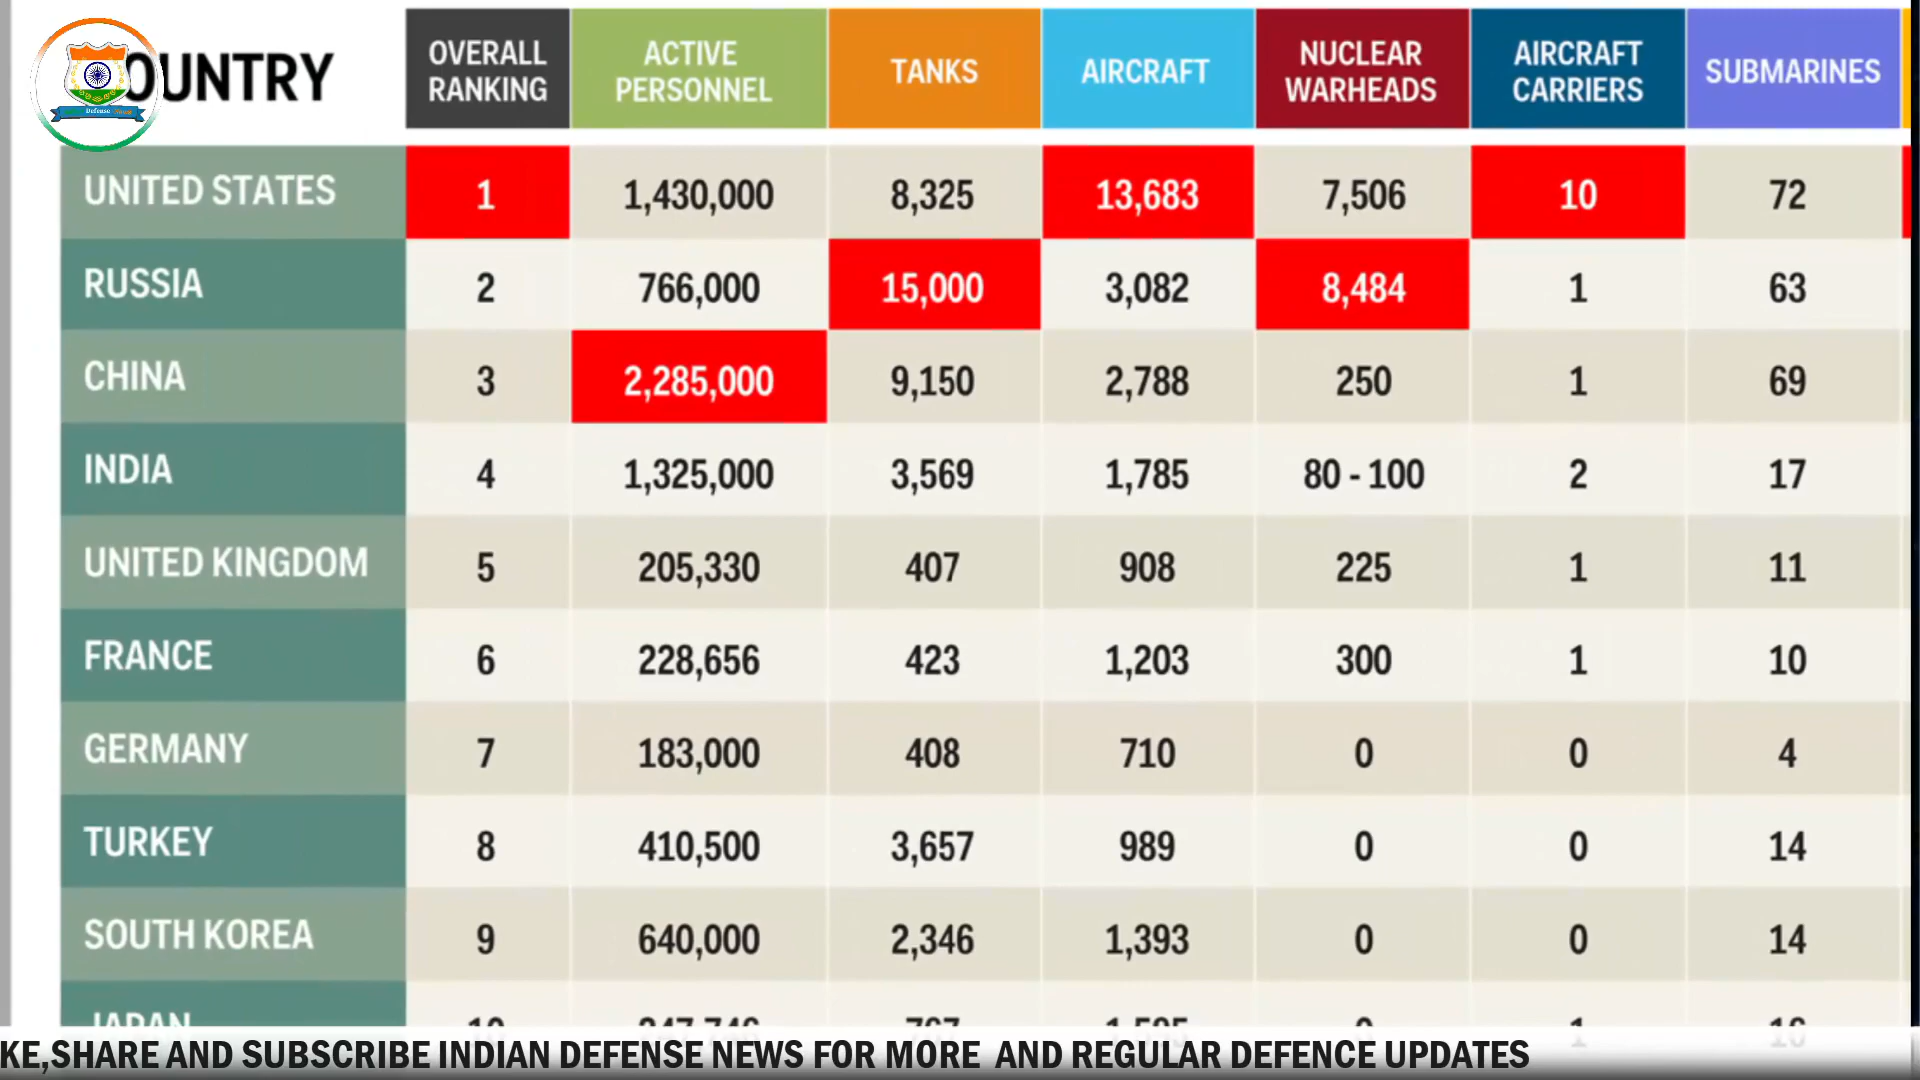 OUNTRY OVERALL RANKING ACTIVE PERSONNEL TANKS AIRCRAFT NUCLEAR WARHEADS AIRCRAFT CARRIERS SUBMARINES
Defense News
UNITED STATES 1 1,430,000 8,325 13,683 7,506 10 72
RUSSIA 2 766,000 15,000 3,082 8,484 1 63
CHINA 3 2,285,000 9,150 2,788 250 1 69
INDIA 4 1,325,000 3,569 1,785 80 - 100 2 17
UNITED KINGDOM 5 205,330 407 908 225 1 11
FRANCE 6 228,656 423 1,203 300 1 10
GERMANY 7 183,000 408 710 0 0 4
TURKEY 8 410,500 3,657 989 0 0 14
SOUTH KOREA 9 640,000 2,346 1,393 0 0 14
JAPAN 10
KE,SHARE AND SUBSCRIBE INDIAN DEFENSE NEWS FOR MORE AND REGULAR DEFENCE UPDATES